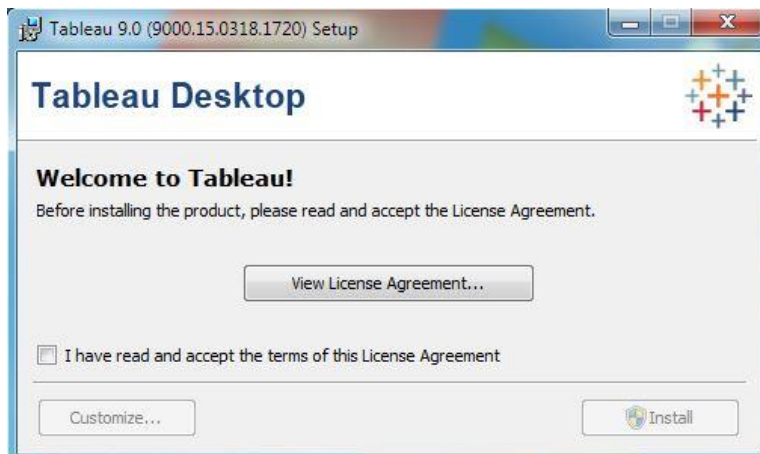 Tableau 9.0 (9000.15.0318.1720) Setup
Tableau Desktop
Welcome to Tableau!
Before installing the product, please read and accept the License Agreement.
View License Agreement...
I have read and accept the terms of this License Agreement
Customize...
Install